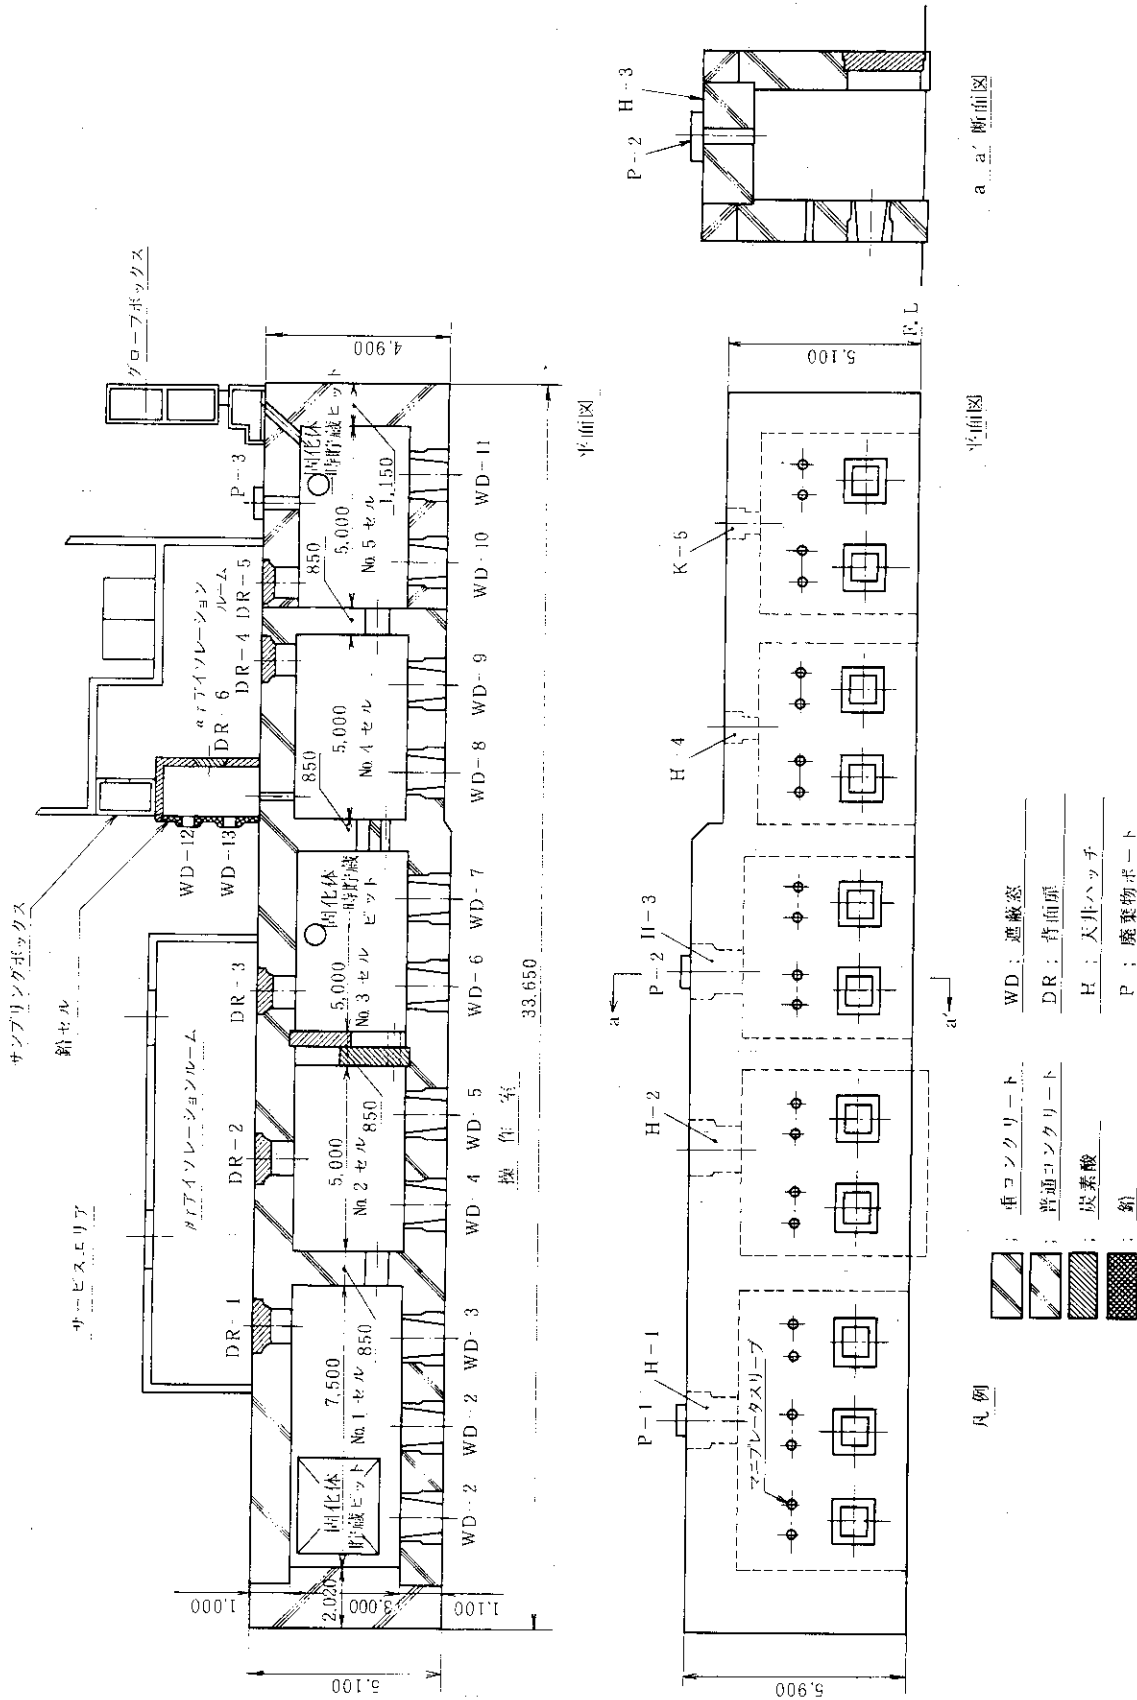 サンプリングボックス
鉛セル
グローブボックス
サービスエリア
βγアイソレーションルーム
αγアイソレーション
ルーム
WD-12
WD-13
DR-6
DR-1
DR-2
DR-3
DR-4
DR-5
P-3
固化体
貯蔵ピット
7,500
No.1 セル
850
5,000
No.2 セル
850
5,000
No.3 セル
固化体
一時貯蔵
ピット
850
5,000
No.4 セル
850
5,000
No.5 セル
固化体
一時貯蔵ピット
1,150
2.020
1,000
3.000
1.100
5.100
4.900
WD-2
WD-2
WD-3
WD-4
WD-5
WD-6
WD-7
WD-8
WD-9
WD-10
WD-11
操作室
33.650
平面図
P-1
H-1
H-2
P-2
H-3
H-4
K-5
a
a'
マニプレータスリーブ
5.900
5.100
F.L
平面図
P-2
H-3
a a' 断面図
凡例
; 重コンクリート
; 普通コンクリート
; 炭素酸
; 鉛
WD ; 遮蔽窓
DR ; 背面扉
H ; 天井ハッチ
P ; 廃棄物ポート